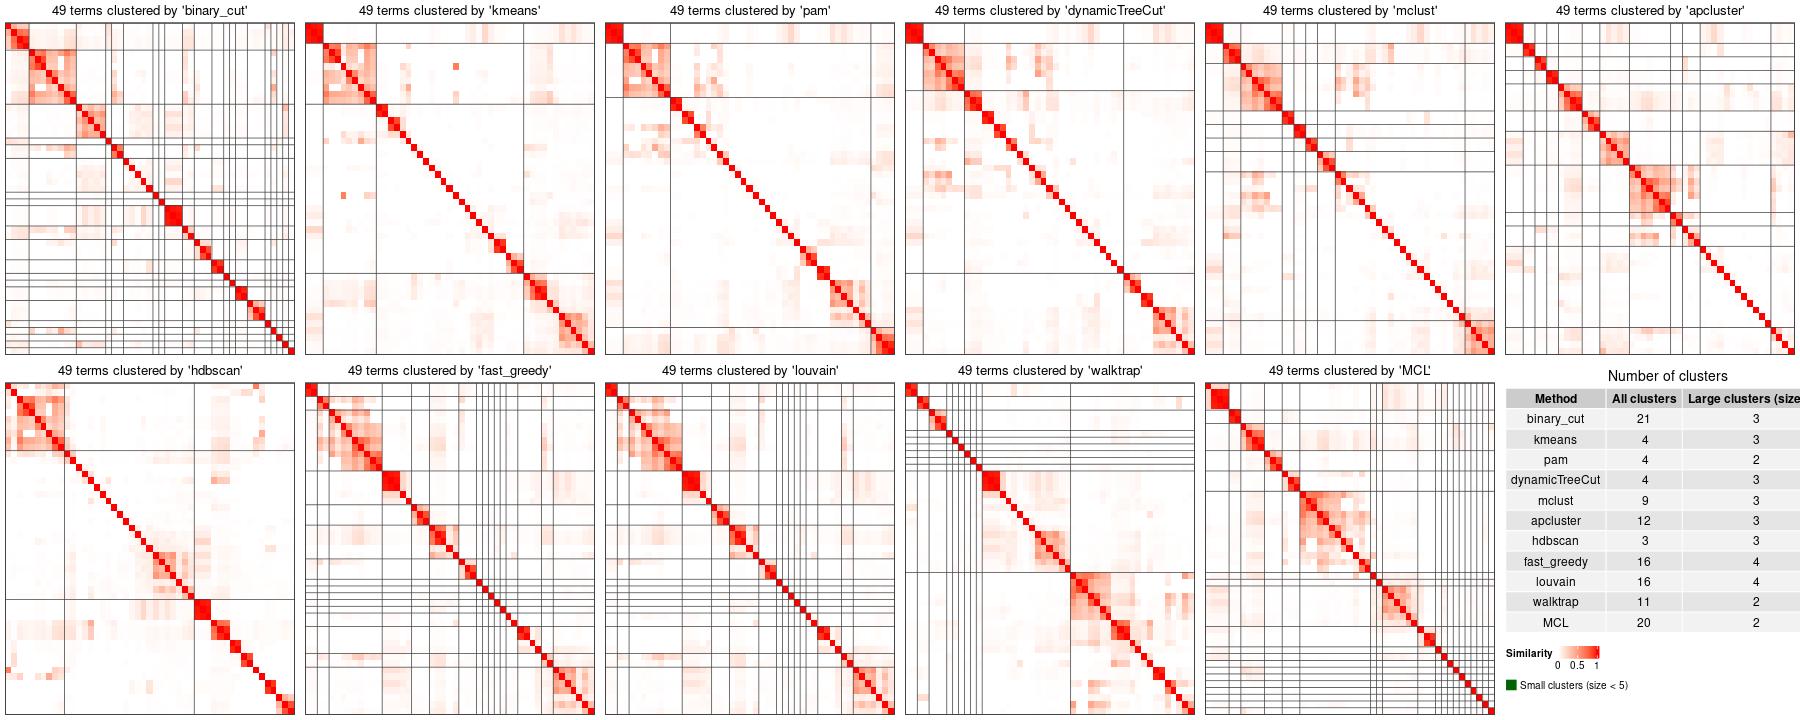 49 terms clustered by 'binary_cut'
49 terms clustered by 'kmeans'
49 terms clustered by 'pam'
49 terms clustered by 'dynamicTreeCut'
49 terms clustered by 'mclust'
49 terms clustered by 'apcluster'
49 terms clustered by 'hdbscan'
49 terms clustered by 'fast_greedy'
49 terms clustered by 'louvain'
49 terms clustered by 'walktrap'
49 terms clustered by 'MCL'
Number of clusters
Method All clusters Large clusters (size
binary_cut 21 3
kmeans 4 3
pam 4 2
dynamicTreeCut 4 3
mclust 9 3
apcluster 12 3
hdbscan 3 3
fast_greedy 16 4
louvain 16 4
walktrap 11 2
MCL 20 2
Similarity
0 0.5 1
Small clusters (size < 5)